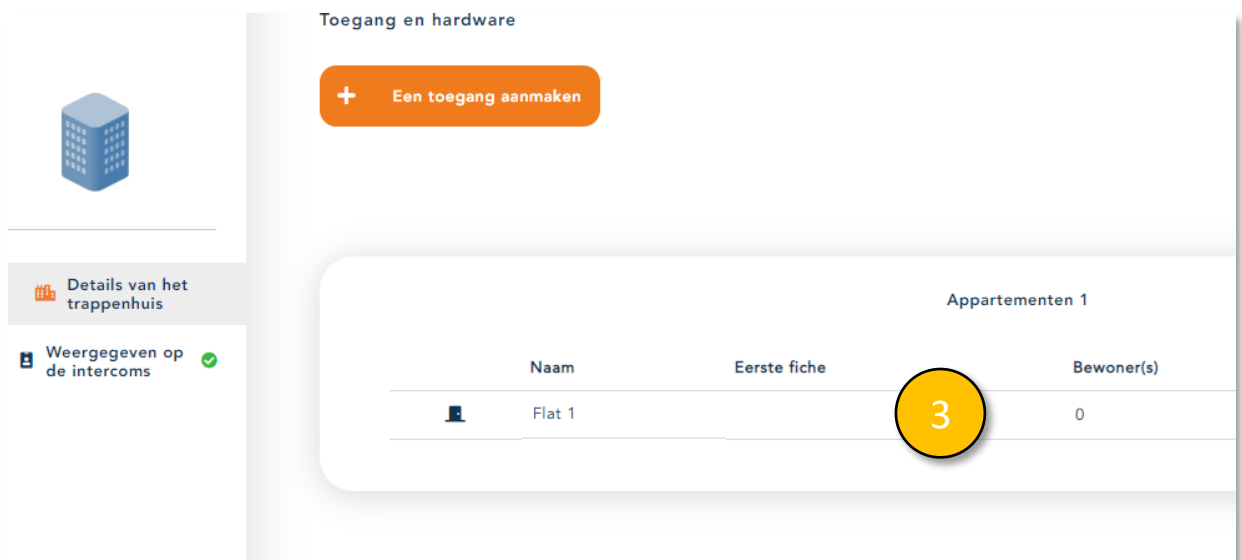 Toegang en hardware
Een toegang aanmaken
Details van het
trappenhuis
Weergegeven op
de intercoms
Appartementen 1
Naam Eerste fiche Bewoner(s)
Flat 1 3 0